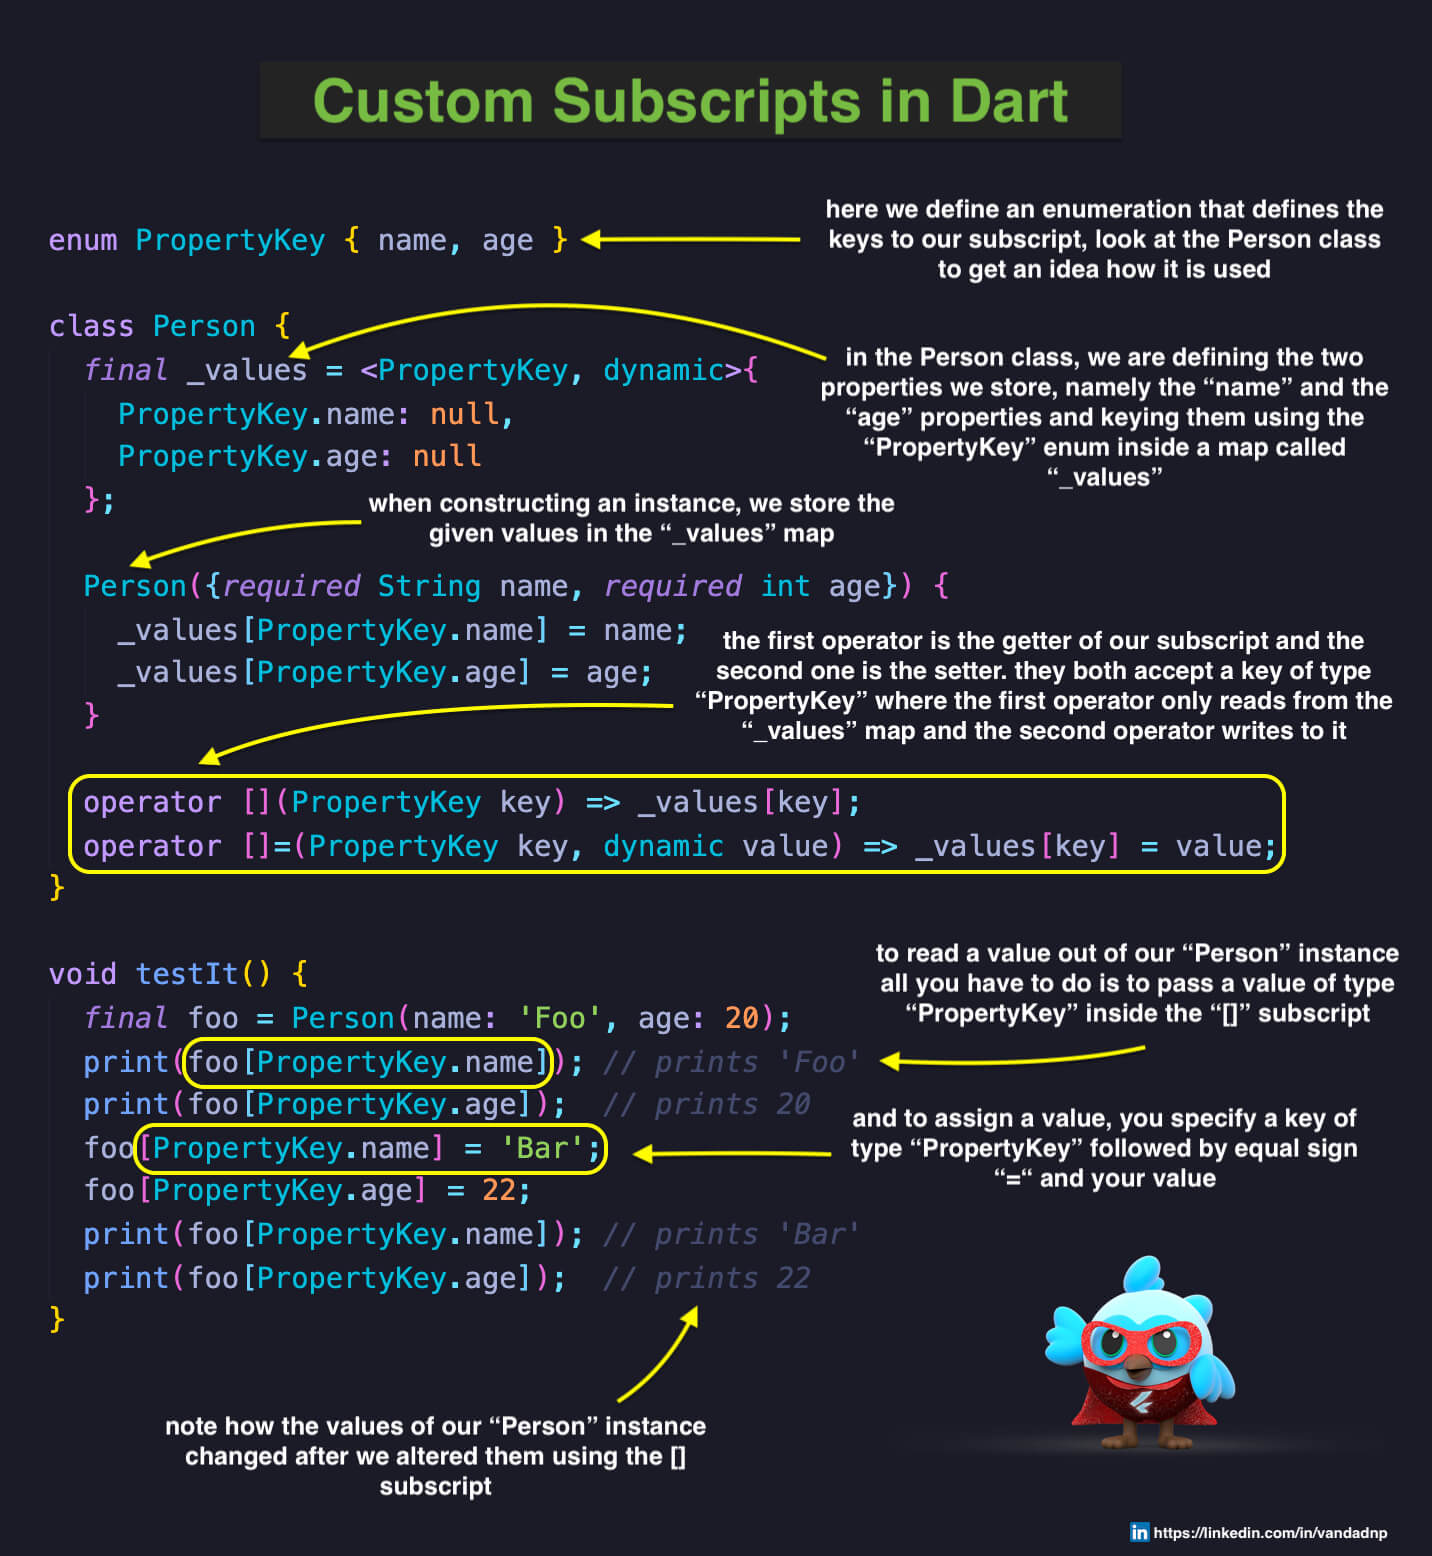 Custom Subscripts in Dart
here we define an enumeration that defines the
keys to our subscript, look at the Person class
to get an idea how it is used
enum PropertyKey { name, age }
class Person {
final _values = <PropertyKey, dynamic>{
PropertyKey.name: null,
PropertyKey.age: null
};
in the Person class, we are defining the two
properties we store, namely the “name” and the
“age” properties and keying them using the
“PropertyKey” enum inside a map called
“_values”
when constructing an instance, we store the
given values in the “_values” map
Person({required String name, required int age}) {
_values[PropertyKey.name] = name;
_values[PropertyKey.age] = age;
}
the first operator is the getter of our subscript and the
second one is the setter. they both accept a key of type
“PropertyKey” where the first operator only reads from the
“_values” map and the second operator writes to it
operator [](PropertyKey key) => _values[key];
operator []=(PropertyKey key, dynamic value) => _values[key] = value;
}
void testIt() {
final foo = Person(name: 'Foo', age: 20);
print(foo[PropertyKey.name]); // prints 'Foo'
print(foo[PropertyKey.age]); // prints 20
foo[PropertyKey.name] = 'Bar';
foo[PropertyKey.age] = 22;
print(foo[PropertyKey.name]); // prints 'Bar'
print(foo[PropertyKey.age]); // prints 22
}
to read a value out of our “Person” instance
all you have to do is to pass a value of type
“PropertyKey” inside the “[]” subscript
and to assign a value, you specify a key of
type “PropertyKey” followed by equal sign
“=“ and your value
note how the values of our “Person” instance
changed after we altered them using the []
subscript
in https://linkedin.com/in/vandadnp